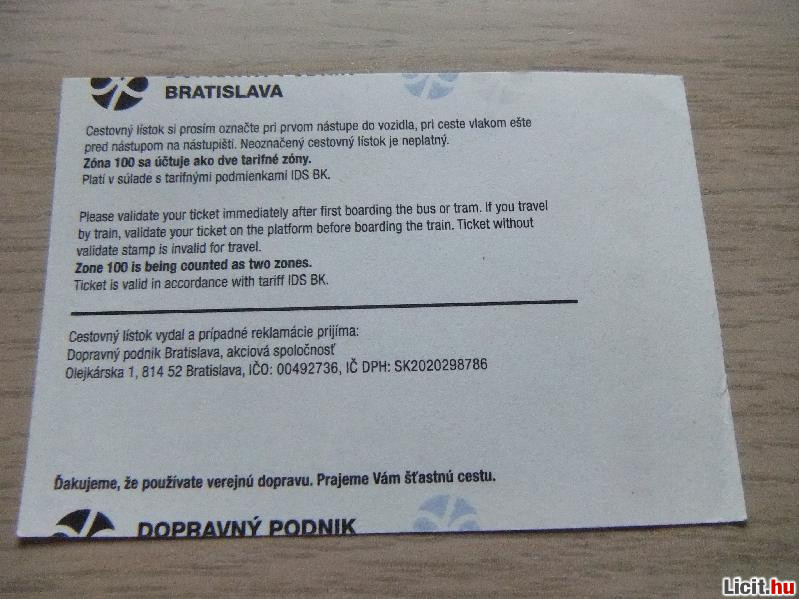 BRATISLAVA
Cestovný lístok si prosím označte pri prvom nástupe do vozidla, pri ceste vlakom ešte
pred nástupom na nástupišti. Neoznačený cestovný lístok je neplatný.
Zóna 100 sa účtuje ako dve tarifné zóny.
Platí v súlade s tarifnými podmienkami IDS BK.
Please validate your ticket immediately after first boarding the bus or tram. If you travel
by train, validate your ticket on the platform before boarding the train. Ticket without
validate stamp is invalid for travel.
Zone 100 is being counted as two zones.
Ticket is valid in accordance with tariff IDS BK.
Cestovný lístok vydal a prípadné reklamácie prijíma:
Dopravný podnik Bratislava, akciová spoločnosť
Olejkárska 1, 814 52 Bratislava, IČO: 00492736, IČ DPH: SK2020298786
Ďakujeme, že používate verejnú dopravu. Prajeme Vám šťastnú cestu.
DOPRAVNÝ PODNIK
Licit.hu